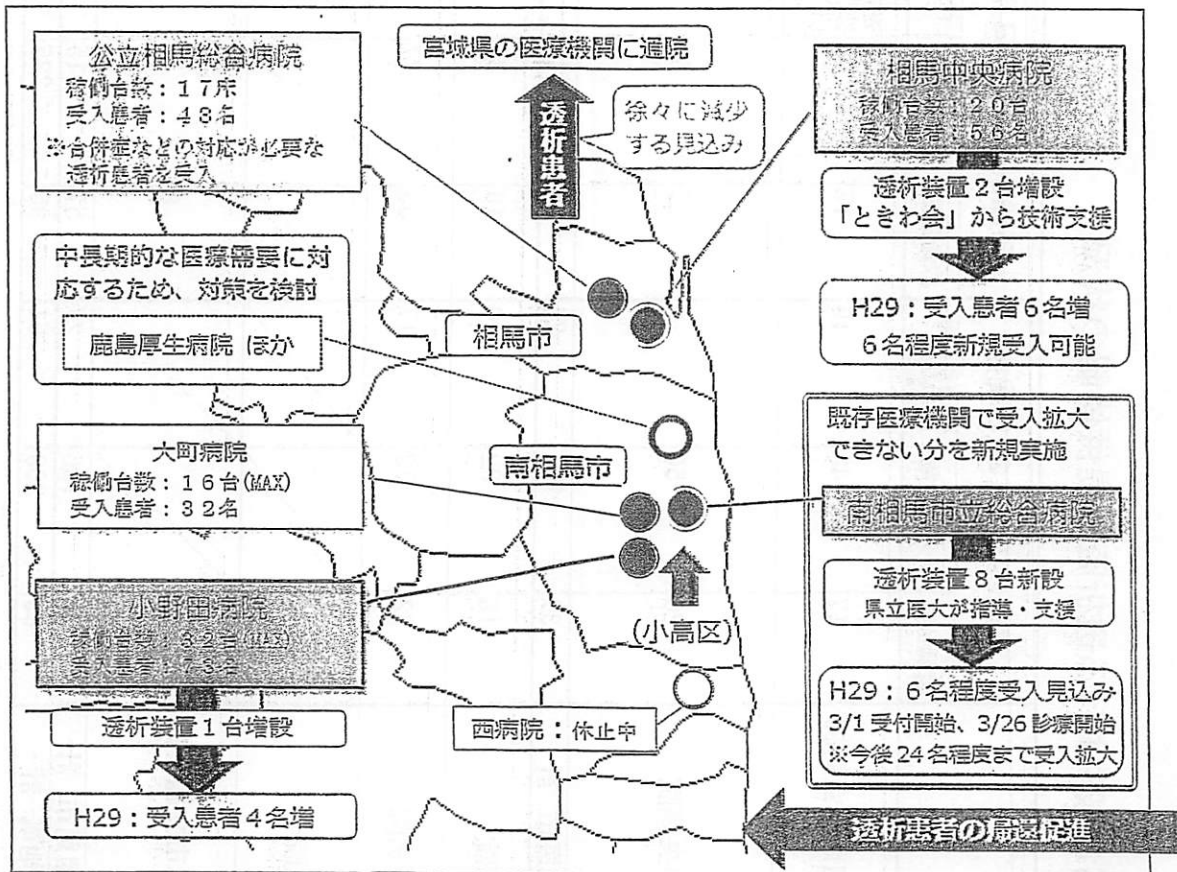 公立相馬総合病院
稼働台数：17床
受入患者：48名
※合併症などの対応が必要な
透析患者を受入
宮城県の医療機関に通院
透析患者
徐々に減少
する見込み
相馬中央病院
稼働台数：20台
受入患者：56名
透析装置2台増設
「ときわ会」から技術支援
H29：受入患者6名増
6名程度新規受入可能
中長期的な医療需要に対
応するため、対策を検討
鹿島厚生病院 ほか
相馬市
大町病院
稼働台数：16台(MAX)
受入患者：32名
南相馬市
既存医療機関で受入拡大
できない分を新規実施
南相馬市立総合病院
透析装置8台新設
県立医大が指導・支援
H29：6名程度受入見込み
3/1 受付開始、3/26 診療開始
※今後24名程度まで受入拡大
小野田病院
稼働台数：32台(MAX)
受入患者：73名
透析装置1台増設
H29：受入患者4名増
(小高区)
西病院：休止中
透析患者の帰還促進